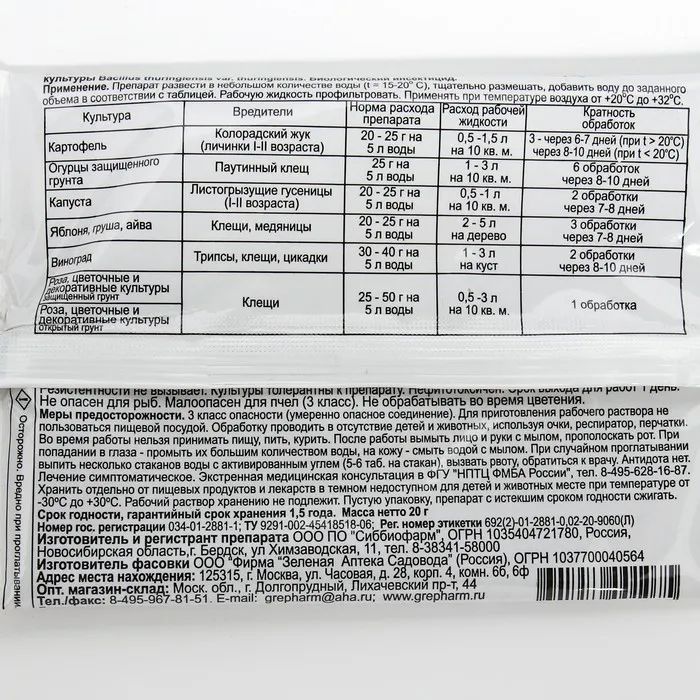 культуры Bacillus thuringiensis var. thuringiensis. Биологический инсектицид.
Применение. Препарат развести в небольшом количестве воды (t = 15-20° С), тщательно размешать, добавить воду до заданного
объема в соответствии с таблицей. Рабочую жидкость профильтровать. Применять при температуре воздуха от +20°С до +32°С.
Культура Вредители Норма расхода препарата Расход рабочей жидкости Кратность обработок
Картофель Колорадский жук (личинки I-II возраста) 20 - 25 г на 5 л воды 0,5 -1,5 л на 10 кв. м. 3 - через 6-7 дней (при t > 20°С) через 8-10 дней (при t < 20°С)
Огурцы защищенного грунта Паутинный клещ 25 г на 5 л воды 1 - 3 л на 10 кв. м. 6 обработок через 8-10 дней
Капуста Листогрызущие гусеницы (I-II возраста) 20 - 25 г на 5 л воды 0,5 -1 л на 10 кв. м. 2 обработки через 7-8 дней
Яблоня, груша, айва Клещи, медяницы 20 - 25 г на 5 л воды 2 - 5 л на дерево 3 обработки через 7-8 дней
Виноград Трипсы, клещи, цикадки 30 - 40 г на 5 л воды 1 - 3 л на куст 2 обработки через 8-10 дней
Роза, цветочные и декоративные культуры защищенный грунт
Роза, цветочные и декоративные культуры открытый грунт
Клещи 25 - 50 г на 5 л воды 0,5 -3 л на 10 кв. м. 1 обработка
Резистентности не вызывает. Культуры толерантны к препарату. Нефитотоксичен. Срок выхода для работ 1 день.
Не опасен для рыб. Малоопасен для пчел (3 класс). Не обрабатывать во время цветения.
Меры предосторожности. 3 класс опасности (умеренно опасное соединение). Для приготовления рабочего раствора не
пользоваться пищевой посудой. Обработку проводить в отсутствие детей и животных, используя очки, респиратор, перчатки.
Во время работы нельзя принимать пищу, пить, курить. После работы вымыть лицо и руки с мылом, прополоскать рот. При
попадании в глаза - промыть их большим количеством воды, на кожу - смыть водой с мылом. При случайном проглатывании
выпить несколько стаканов воды с активированным углем (5-6 таб. на стакан), вызвать рвоту, обратиться к врачу. Антидота нет.
Лечение симптоматическое. Экстренная медицинская консультация в ФГУ "НПТЦ ФМБА России" тел. 8-495-628-16-87.
Хранить отдельно от пищевых продуктов и лекарств в темном недоступном для детей и животных месте при температуре от
-30°С до +30°С. Рабочий раствор хранению не подлежит. Пустую упаковку, препарат с истекшим сроком годности сжигать.
Срок годности, гарантийный срок хранения 1,5 года. Масса нетто 20 г
Номер гос. регистрации 034-01-2881-1; ТУ 9291-002-45418518-06; Рег. номер этикетки 692(2)-01-2881-0,02-20-9060(Л)
Изготовитель и регистрант препарата ООО ПО "Сиббиофарм", ОГРН 1035404721780, Россия,
Новосибирская область,г. Бердск, ул Химзаводская, 11, тел. 8-38341-58000
Изготовитель фасовки ООО "Фирма "Зеленая Аптека Садовода" (Россия), ОГРН 1037700040564
Адрес места нахождения: 125315, г. Москва, ул. Часовая, д. 28, корп. 4, комн. 6б, 6ф
Опт. магазин-склад: Моск. обл., г. Долгопрудный, Лихачевский пр-т, 44
Тел./факс: 8-495-967-81-51. E-mail: grepharm@aha.ru; www.grepharm.ru
Осторожно. Вредно при проглатывании.